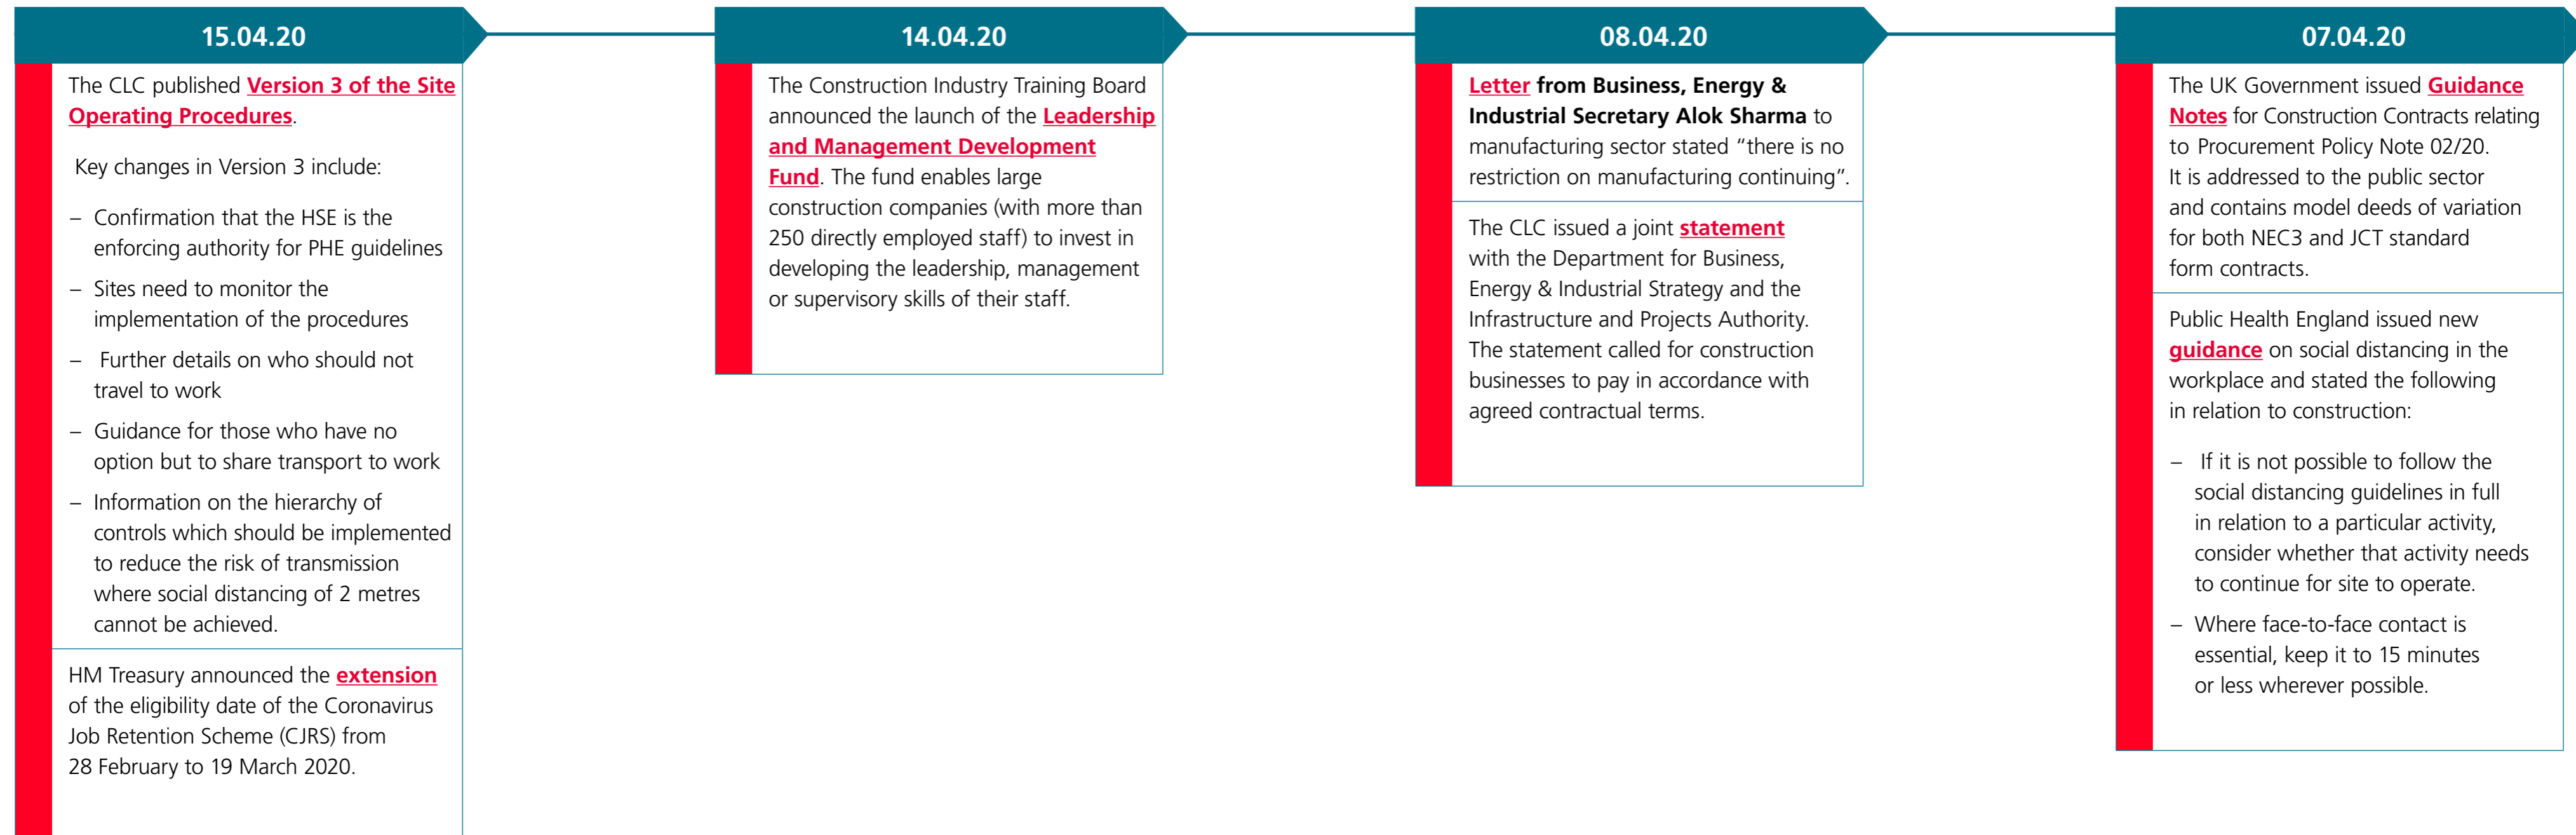 15.04.20
The CLC published Version 3 of the Site
Operating Procedures.
Key changes in Version 3 include:
– Confirmation that the HSE is the
enforcing authority for PHE guidelines
– Sites need to monitor the
implementation of the procedures
– Further details on who should not
travel to work
– Guidance for those who have no
option but to share transport to work
– Information on the hierarchy of
controls which should be implemented
to reduce the risk of transmission
where social distancing of 2 metres
cannot be achieved.
HM Treasury announced the extension
of the eligibility date of the Coronavirus
Job Retention Scheme (CJRS) from
28 February to 19 March 2020.
14.04.20
The Construction Industry Training Board
announced the launch of the Leadership
and Management Development
Fund. The fund enables large
construction companies (with more than
250 directly employed staff) to invest in
developing the leadership, management
or supervisory skills of their staff.
08.04.20
Letter from Business, Energy &
Industrial Secretary Alok Sharma to
manufacturing sector stated “there is no
restriction on manufacturing continuing”.
The CLC issued a joint statement
with the Department for Business,
Energy & Industrial Strategy and the
Infrastructure and Projects Authority.
The statement called for construction
businesses to pay in accordance with
agreed contractual terms.
07.04.20
The UK Government issued Guidance
Notes for Construction Contracts relating
to Procurement Policy Note 02/20.
It is addressed to the public sector
and contains model deeds of variation
for both NEC3 and JCT standard
form contracts.
Public Health England issued new
guidance on social distancing in the
workplace and stated the following
in relation to construction:
– If it is not possible to follow the
social distancing guidelines in full
in relation to a particular activity,
consider whether that activity needs
to continue for site to operate.
– Where face-to-face contact is
essential, keep it to 15 minutes
or less wherever possible.